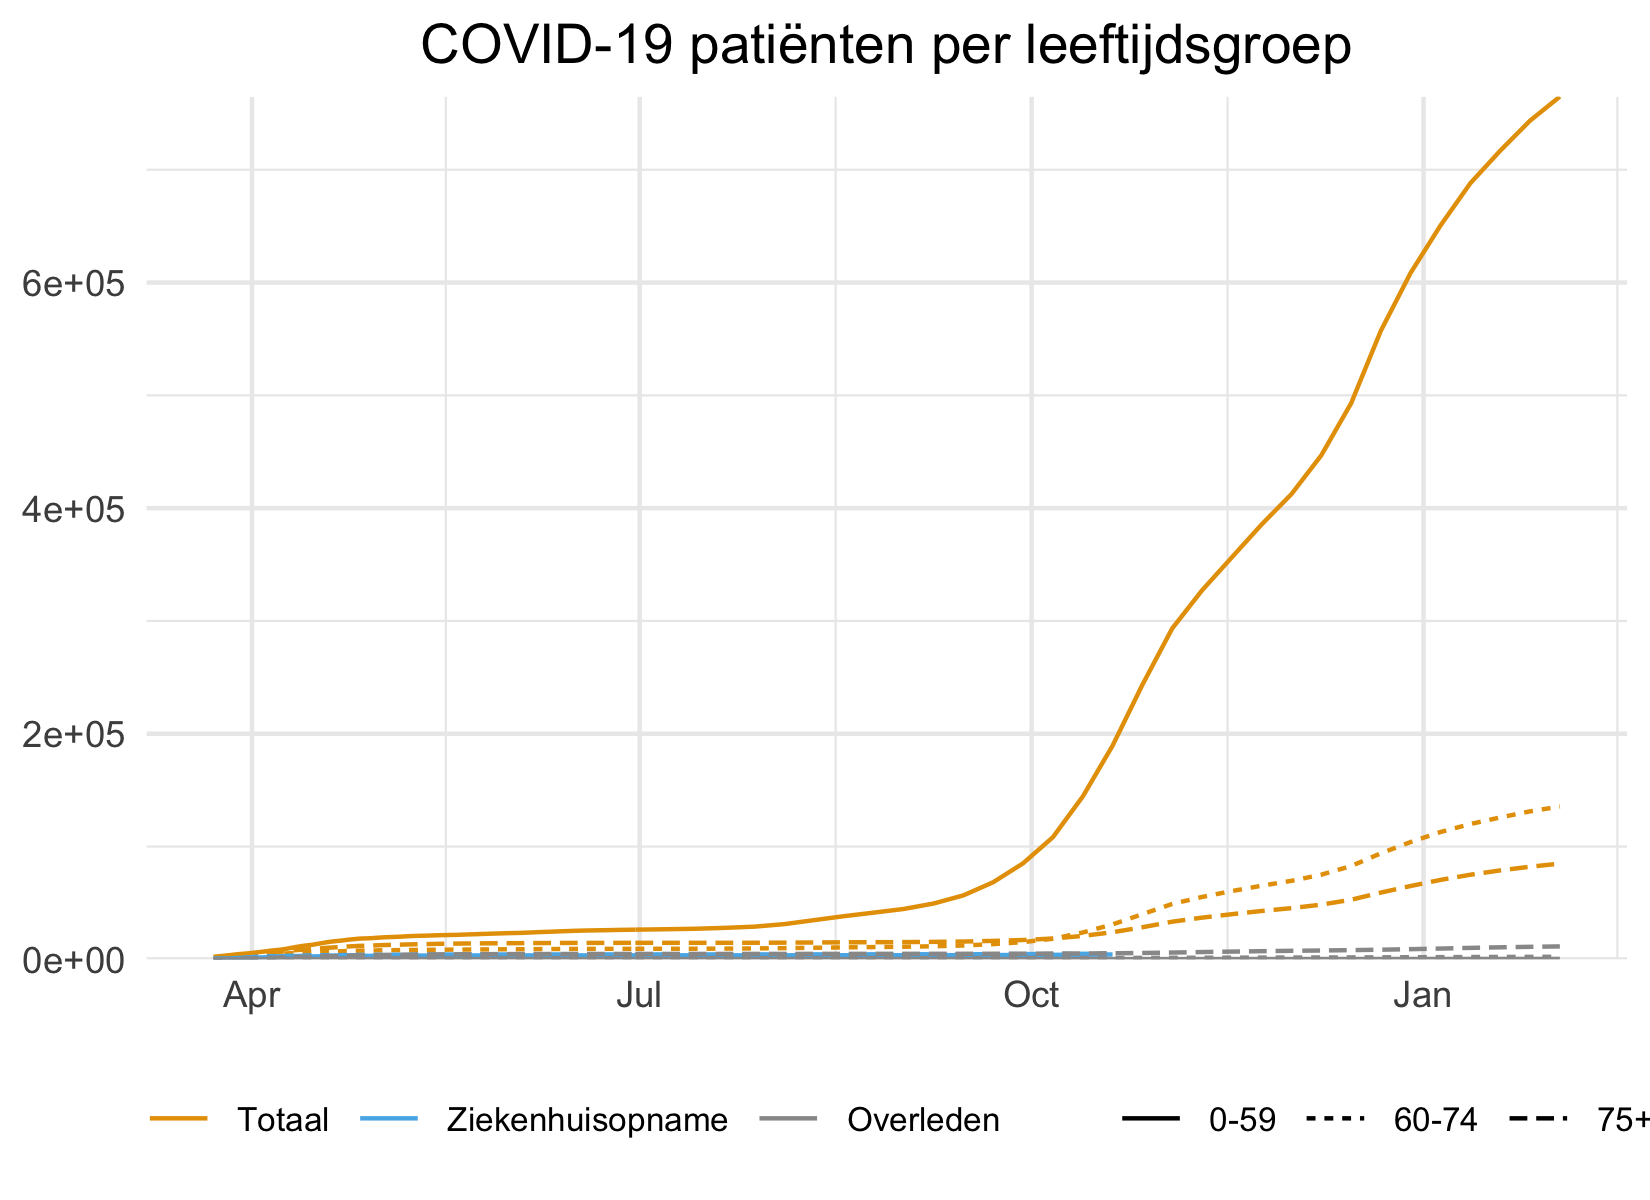 COVID-19 patiënten per leeftijdsgroep
6e+05
4e+05
2e+05
0e+00
Apr Jul Oct Jan
Totaal Ziekenhuisopname Overleden 0-59 60-74 75+